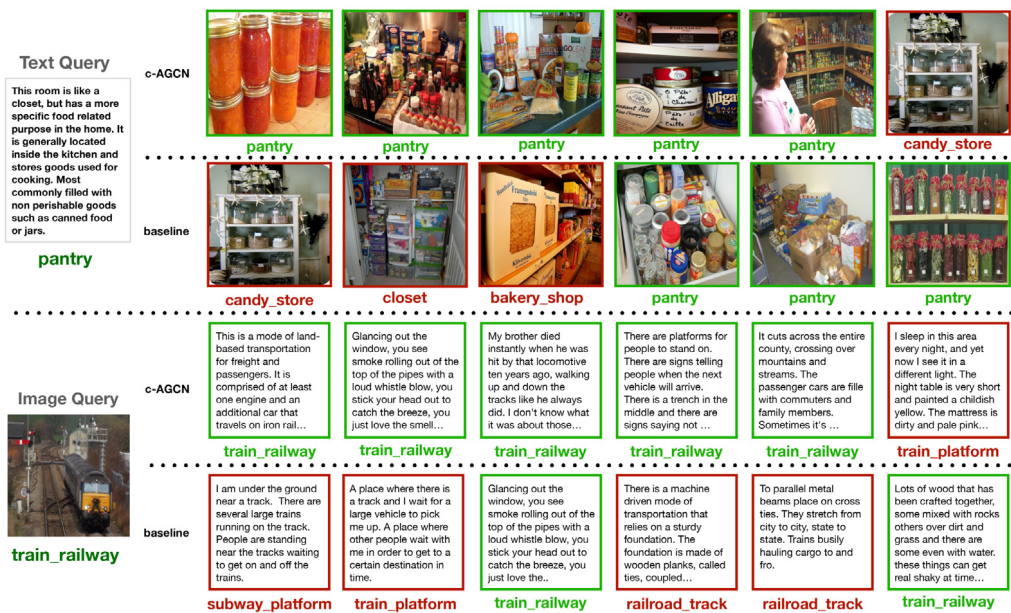 Text Query
This room is like a
closet, but has a more
specific food related
purpose in the home. It
is generally located
inside the kitchen and
stores goods used for
cooking. Most
commonly filled with
non perishable goods
such as canned food
or jars.
pantry
c-AGCN
pantry
pantry
pantry
pantry
pantry
candy_store
baseline
candy_store
closet
bakery_shop
pantry
pantry
pantry
Image Query
train_railway
c-AGCN
This is a mode of land-
based transportation
for freight and
passengers. It is
comprised of at least
one engine and an
additional car that
travels on iron rail…
train_railway
Glancing out the
window, you see
smoke rolling out of the
top of the pipes with a
loud whistle blow, you
stick your head out to
catch the breeze, you
just love the smell…
train_railway
My brother died
instantly when he was
hit by that locomotive
ten years ago, walking
up and down the
tracks like he always
did. I don't know what
it was about those…
train_railway
There are platforms for
people to stand on.
There are signs telling
people when the next
vehicle will arrive.
There is a trench in the
middle and there are
signs saying not …
train_railway
It cuts across the entire
county, crossing over
mountains and
streams. The
passenger cars are fille
with commuters and
family members.
Sometimes it's …
train_railway
I sleep in this area
every night, and yet
now I see it in a
different light. The
night table is very short
and painted a childish
yellow. The mattress is
dirty and pale pink…
train_platform
baseline
I am under the ground
near a track. There are
several large trains
running on the track.
People are standing
near the tracks waiting
to get on and off the
trains.
subway_platform
A place where there is
a track and I wait for a
large vehicle to pick
me up. A place where
other people wait with
me in order to get to a
certain destination in
time.
train_platform
Glancing out the
window, you see
smoke rolling out of the
top of the pipes with a
loud whistle blow, you
stick your head out to
catch the breeze, you
just love the..
train_railway
There is a machine
driven mode of
transportation that
relies on a sturdy
foundation. The
foundation is made of
wooden planks, called
ties, coupled…
railroad_track
To parallel metal
beams place on cross
ties. They stretch from
city to city, state to
state. Trains busily
hauling cargo to and
fro.
railroad_track
Lots of wood that has
been crafted together,
some mixed with rocks
others over dirt and
grass and there are
some even with water.
these things can get
real shaky at time…
train_railway